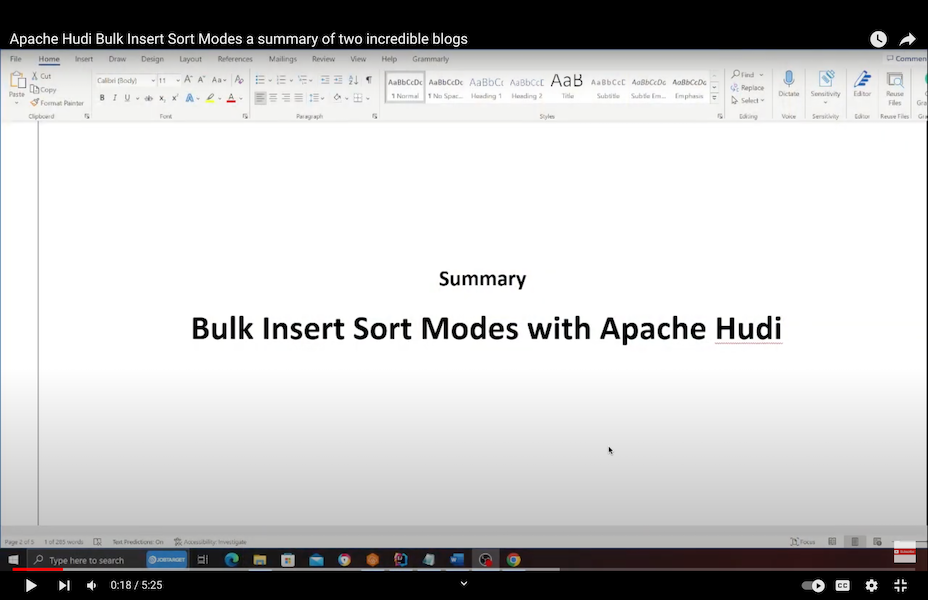 Apache Hudi Bulk Insert Sort Modes a summary of two incredible blogs
File Home Insert Draw Design Layout References Mailings Review View Help Grammarly Commen
Paste Cut Copy Format Painter
Calibri (Body) 11
AaBbCcDc AaBbCcDc AaBbCc AaBbCcC AaB AaBbCcC AaBbCcDc AaBbCcDc
1 Normal 1 No Spac... Heading 1 Heading 2 Title Subtitle Subtle Em... Emphasis
Find Replace Select
Dictate Sensitivity Editor Reuse Files
Clipboard Font Paragraph Styles Editing Voice Sensitivity Editor Reuse Files
Summary
Bulk Insert Sort Modes with Apache Hudi
Page 2 of 5 1 of 285 words Text Predictions: On Accessibility: Investigate Focus
Type here to search JOBTARGET
0:18 / 5:25 CC